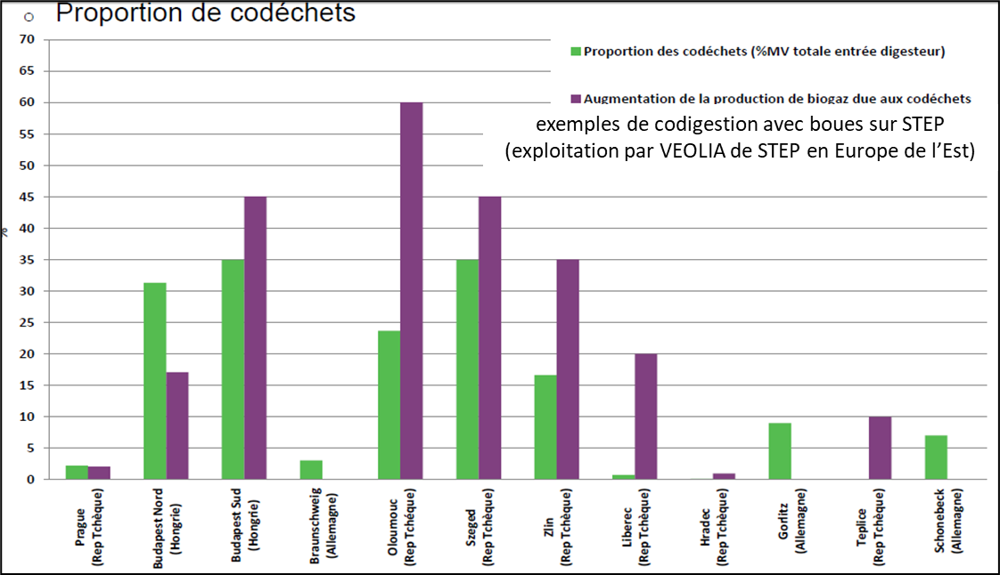 ○ Proportion de codéchets
Proportion des codéchets (%MV totale entrée digesteur)
Augmentation de la production de biogaz due aux codéchets
exemples de codigestion avec boues sur STEP
(exploitation par VEOLIA de STEP en Europe de l’Est)
70
65
60
55
50
45
40
35
30
25
20
15
10
5
0
%
Prague
(Rep Tchèque)
Budapest Nord
(Hongrie)
Budapest Sud
(Hongrie)
Braunschweig
(Allemagne)
Oloumouc
(Rep Tchéque)
Szeged
(Rep Tchèque)
Zlin
(Rep Tchèque)
Liberec
(Rep Tchèque)
Hradec
(Rep Tchèque)
Gorlitz
(Allemagne)
Teplice
(Rep Tchèque)
Schonebeck
(Allemagne)